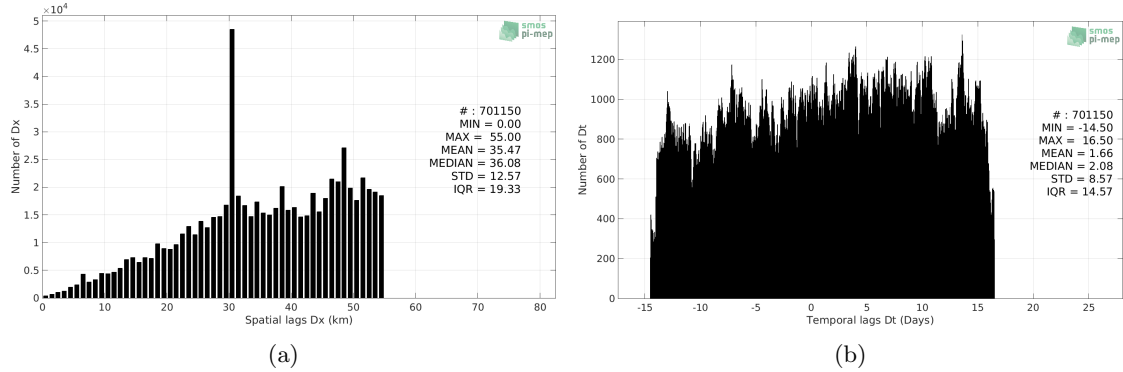 ×10⁴
5
4.5
4
3.5
3
2.5
2
1.5
1
0.5
0
Number of Dx
smos
pi-mep
# : 701150
MIN = 0.00
MAX = 55.00
MEAN = 35.47
MEDIAN = 36.08
STD = 12.57
IQR = 19.33
0 10 20 30 40 50 60 70 80
Spatial lags Dx (km)
(a)
1200
1000
800
600
400
200
0
Number of Dt
smos
pi-mep
# : 701150
MIN = -14.50
MAX = 16.50
MEAN = 1.66
MEDIAN = 2.08
STD = 8.57
IQR = 14.57
-15 -10 -5 0 5 10 15 20 25
Temporal lags Dt (Days)
(b)